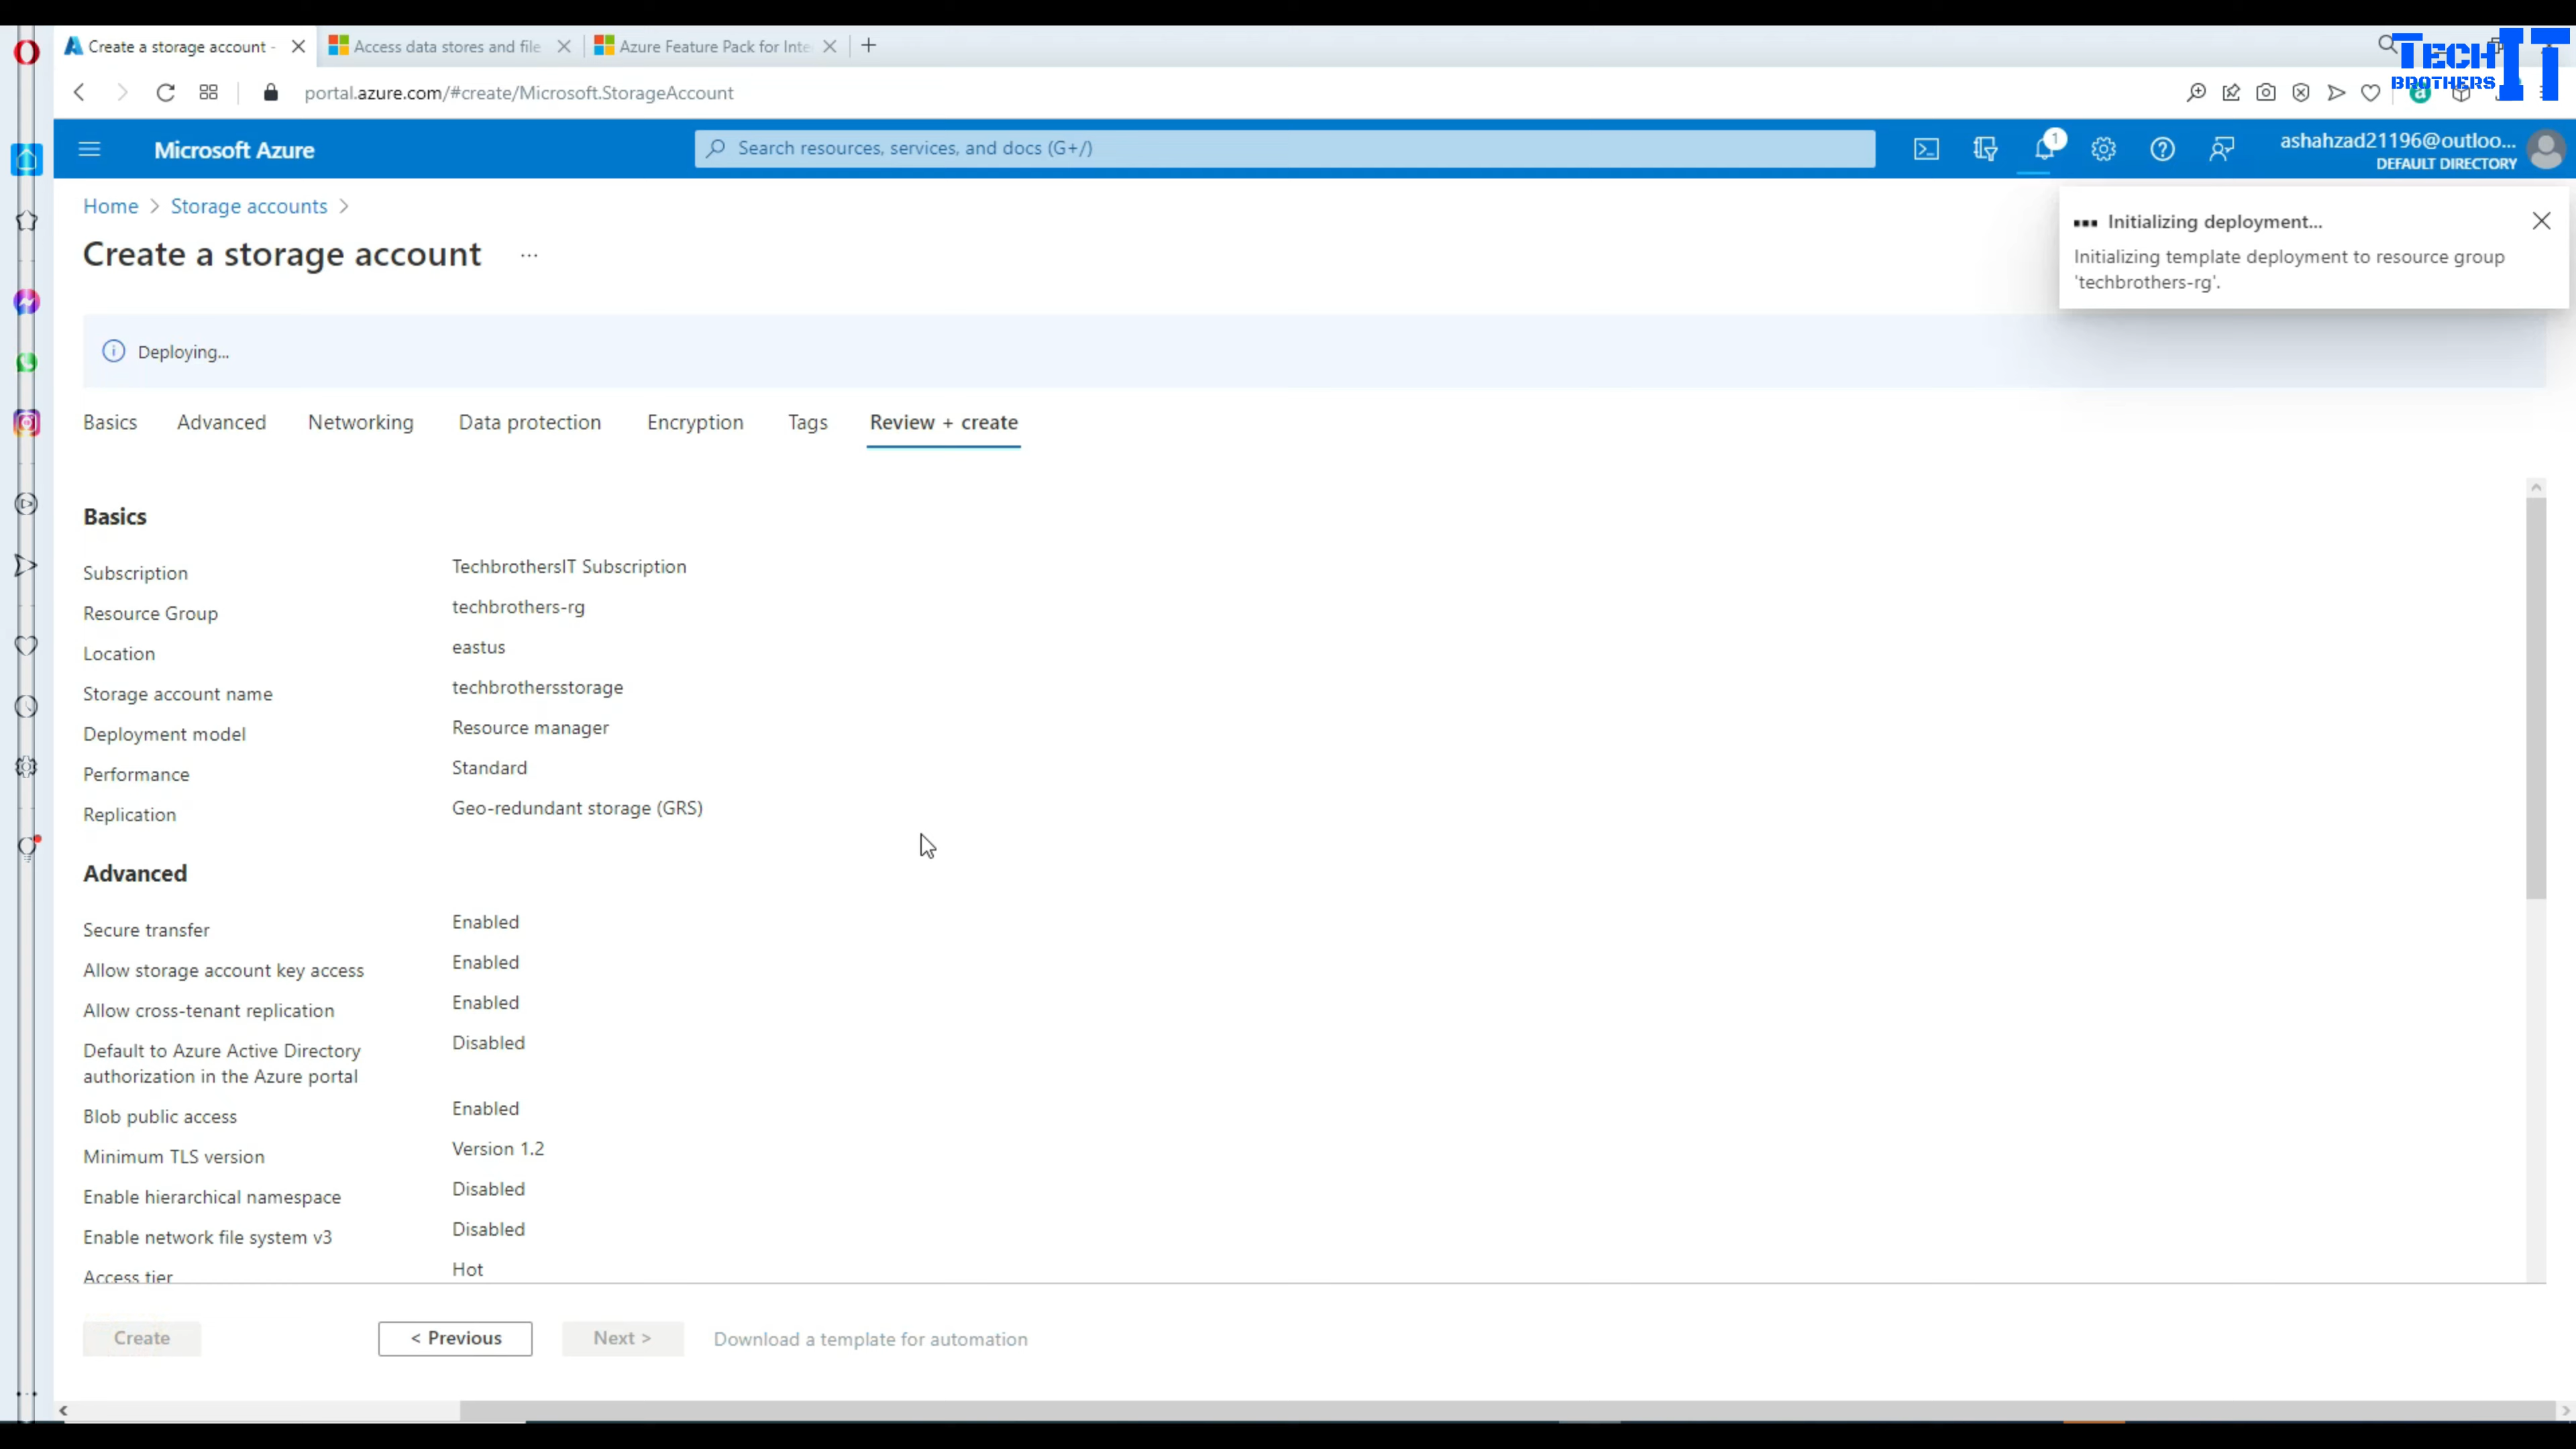 Create a storage account -
Access data stores and file
Azure Feature Pack for Inte
TECH IT
BROTHERS
portal.azure.com/#create/Microsoft.StorageAccount
Microsoft Azure
Search resources, services, and docs (G+/)
1
ashahzad21196@outloo...
DEFAULT DIRECTORY
Home > Storage accounts >
Create a storage account ...
Initializing deployment...
Initializing template deployment to resource group
'techbrothers-rg'.
Deploying...
Basics Advanced Networking Data protection Encryption Tags Review + create
Basics
Subscription TechbrothersIT Subscription
Resource Group techbrothers-rg
Location eastus
Storage account name techbrothersstorage
Deployment model Resource manager
Performance Standard
Replication Geo-redundant storage (GRS)
Advanced
Secure transfer Enabled
Allow storage account key access Enabled
Allow cross-tenant replication Enabled
Default to Azure Active Directory Disabled
authorization in the Azure portal
Blob public access Enabled
Minimum TLS version Version 1.2
Enable hierarchical namespace Disabled
Enable network file system v3 Disabled
Access tier Hot
Create < Previous Next > Download a template for automation